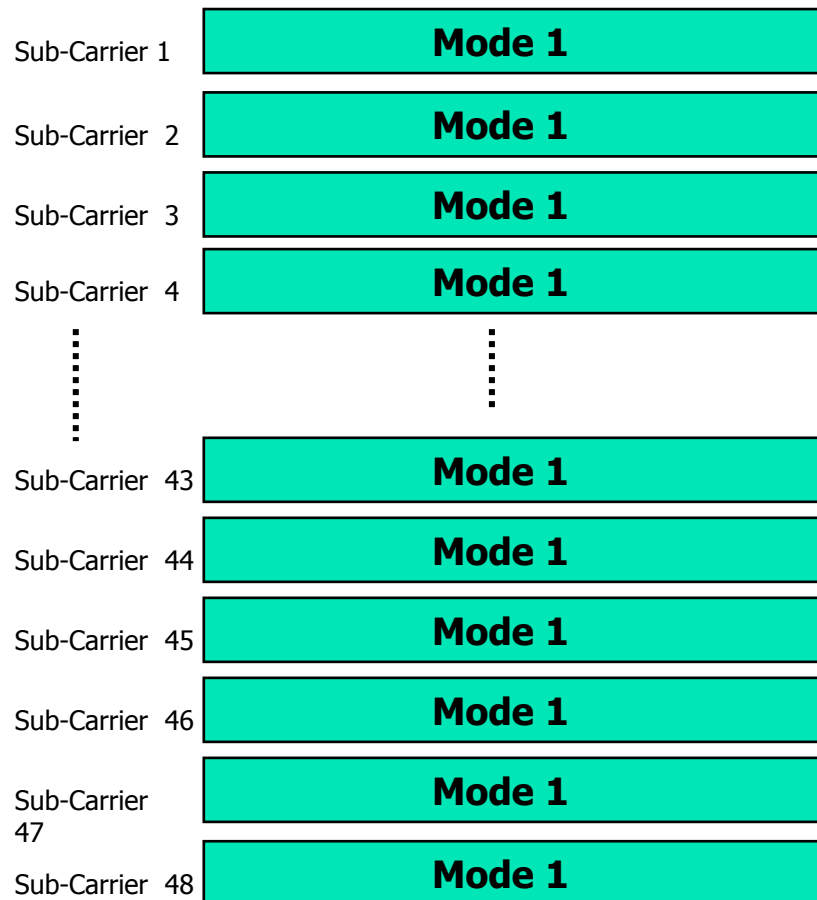 Sub-Carrier 1 Mode 1
Sub-Carrier 2 Mode 1
Sub-Carrier 3 Mode 1
Sub-Carrier 4 Mode 1
Sub-Carrier 43 Mode 1
Sub-Carrier 44 Mode 1
Sub-Carrier 45 Mode 1
Sub-Carrier 46 Mode 1
Sub-Carrier Mode 1
47
Sub-Carrier 48 Mode 1